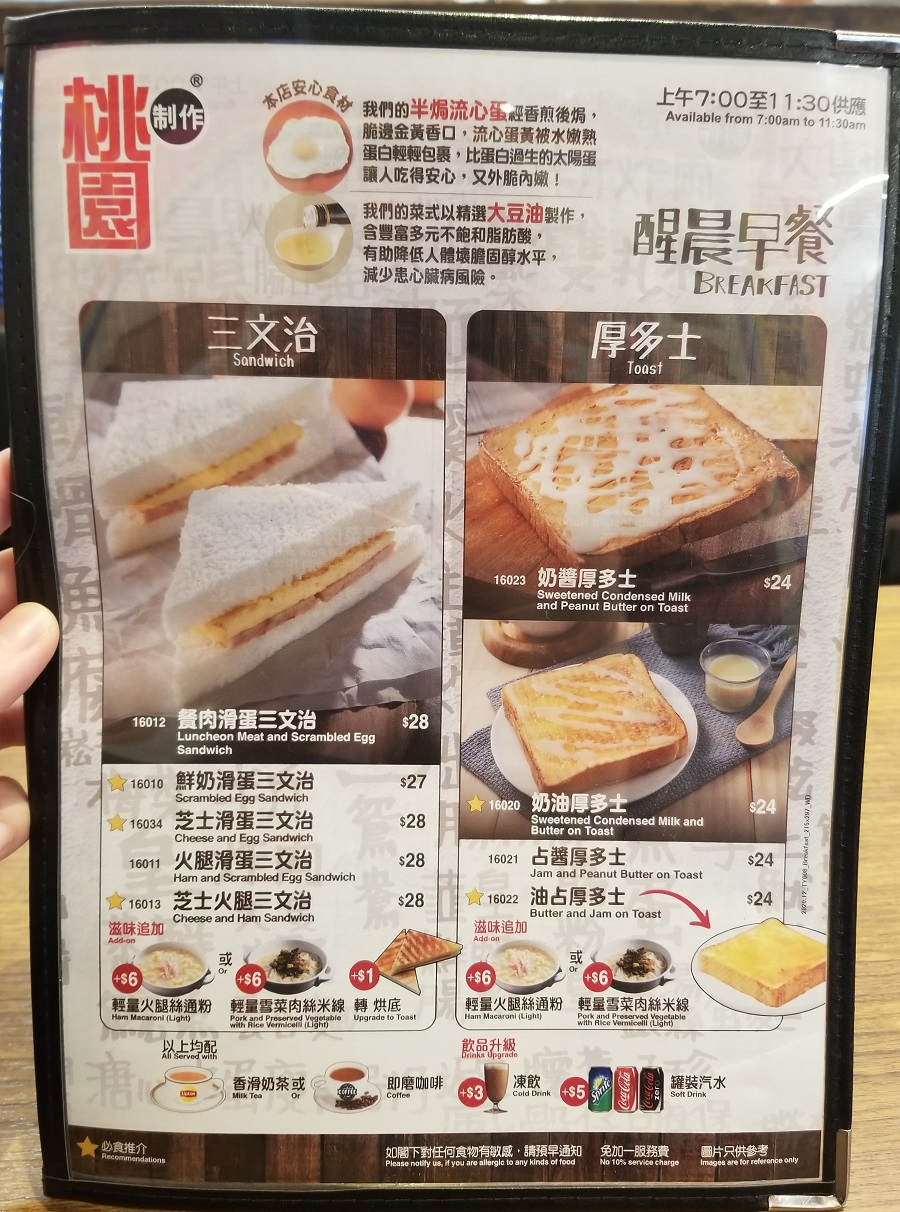 桃園
制作
®
本店安心食材
我們的半焗流心蛋經香煎後焗，
脆邊金黃香口，流心蛋黃被水嫩熟
蛋白輕輕包裹，比蛋白過生的太陽蛋
讓人吃得安心，又外脆內嫩！
我們的菜式以精選大豆油製作，
含豐富多元不飽和脂肪酸，
有助降低人體壞膽固醇水平，
減少患心臟病風險。
上午7:00至11:30供應
Available from 7:00am to 11:30am
醒晨早餐
BREAKFAST
三文治
Sandwich
16012 餐肉滑蛋三文治 $28
Luncheon Meat and Scrambled Egg
Sandwich
16010 鮮奶滑蛋三文治 $27
Scrambled Egg Sandwich
16034 芝士滑蛋三文治 $28
Cheese and Egg Sandwich
16011 火腿滑蛋三文治 $28
Ham and Scrambled Egg Sandwich
16013 芝士火腿三文治 $28
Cheese and Ham Sandwich
滋味追加
Add-on
+$6
或
Or
+$6
+$1
輕量火腿絲通粉
Ham Macaroni (Light)
輕量雪菜肉絲米線
Pork and Preserved Vegetable
with Rice Vermicelli (Light)
轉 烘底
Upgrade to Toast
厚多士
Toast
16023 奶醬厚多士 $24
Sweetened Condensed Milk
and Peanut Butter on Toast
16020 奶油厚多士 $24
Sweetened Condensed Milk and
Butter on Toast
16021 占醬厚多士 $24
Jam and Peanut Butter on Toast
16022 油占厚多士 $24
Butter and Jam on Toast
滋味追加
Add-on
+$6
或
Or
+$6
輕量火腿絲通粉
Ham Macaroni (Light)
輕量雪菜肉絲米線
Pork and Preserved Vegetable
with Rice Vermicelli (Light)
以上均配
All Served with
Lipton
香滑奶茶或
Milk Tea Or
COFFEE
即磨咖啡
Coffee
飲品升級
Drinks Upgrade
+$3
凍飲
Cold Drink
+$5
Sprite
Coca-Cola
罐裝汽水
Soft Drink
必食推介
Recommendations
如閣下對任何食物有敏感，請預早通知
Please notify us, if you are allergic to any kinds of food
免加一服務費
No 10% service charge
圖片只供參考
Images are for reference only